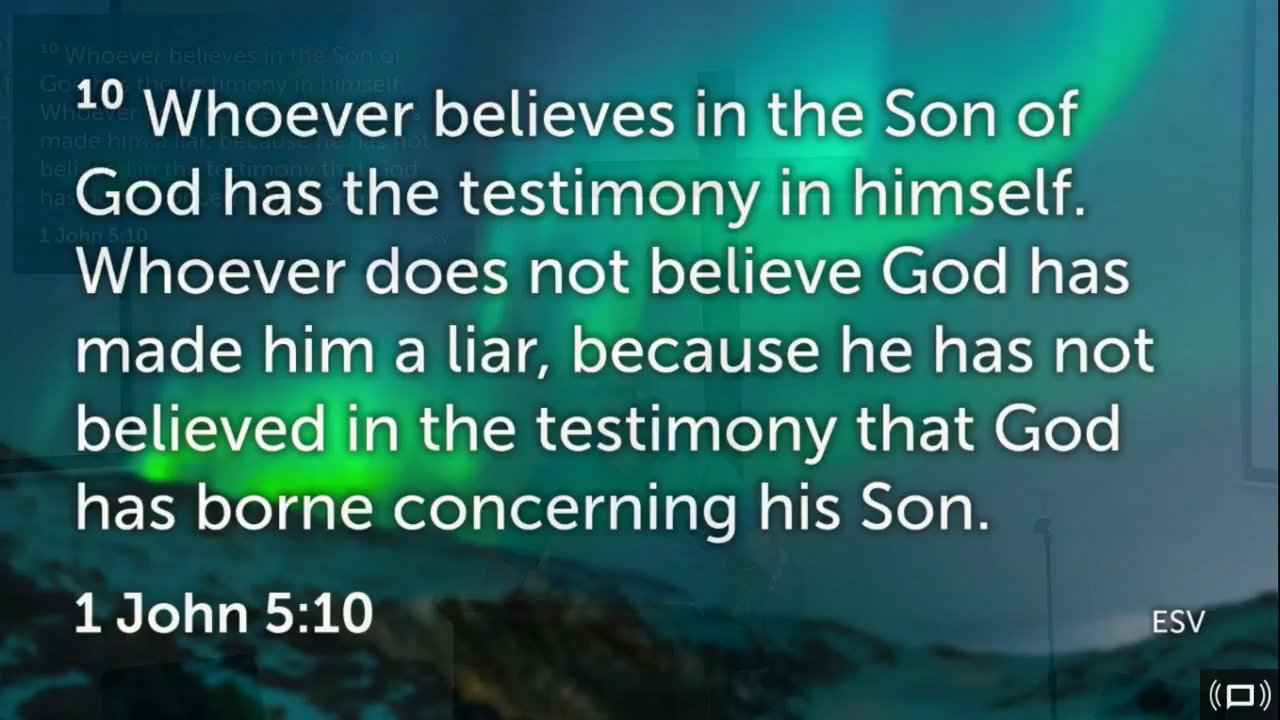 10 Whoever believes in the Son of
God has the testimony in himself.
Whoever does not believe God has
made him a liar, because he has not
believed in the testimony that God
has borne concerning his Son.
1 John 5:10
ESV